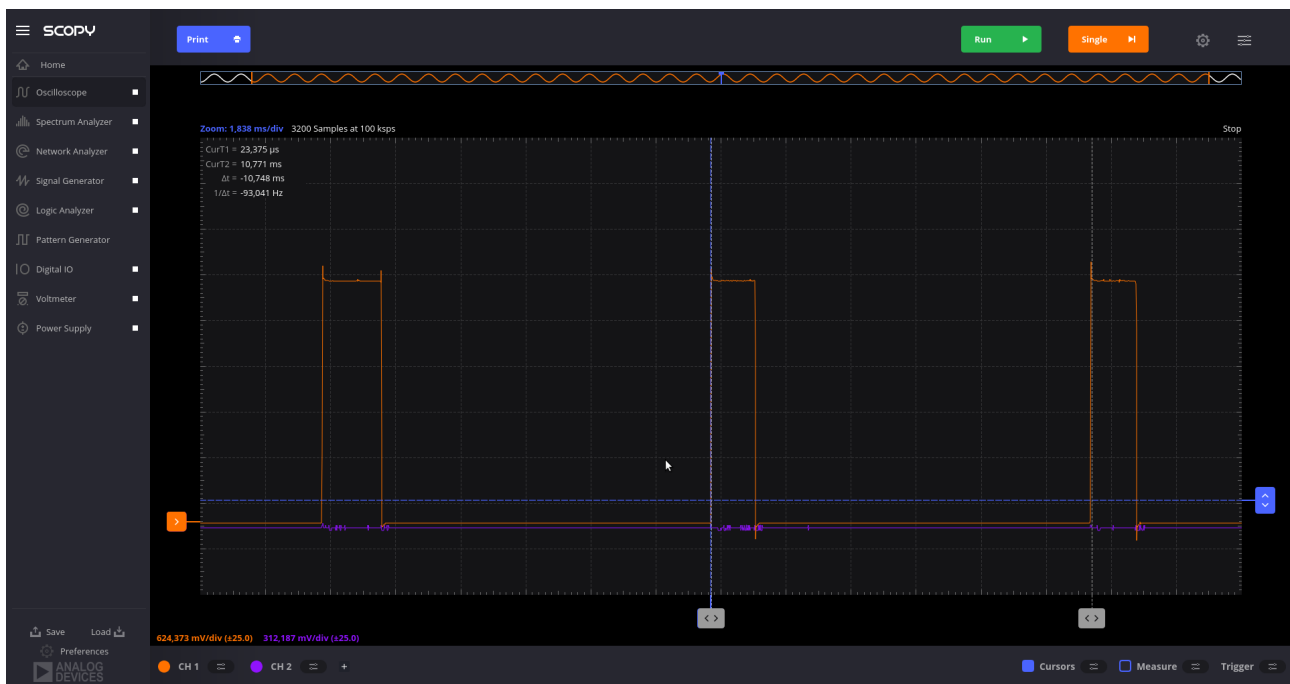 SCOPY
Print
Run
Single
Home
Oscilloscope
Spectrum Analyzer
Network Analyzer
Signal Generator
Logic Analyzer
Pattern Generator
Digital IO
Voltmeter
Power Supply
Zoom: 1,838 ms/div 3200 Samples at 100 ksps
Stop
CurT1 = 23,375 µs
CurT2 = 10,771 ms
Δt = -10,748 ms
1/Δt = -93,041 Hz
Save Load
Preferences
ANALOG
DEVICES
624,373 mV/div (±25.0) 312,187 mV/div (±25.0)
CH 1 CH 2 + Cursors Measure Trigger